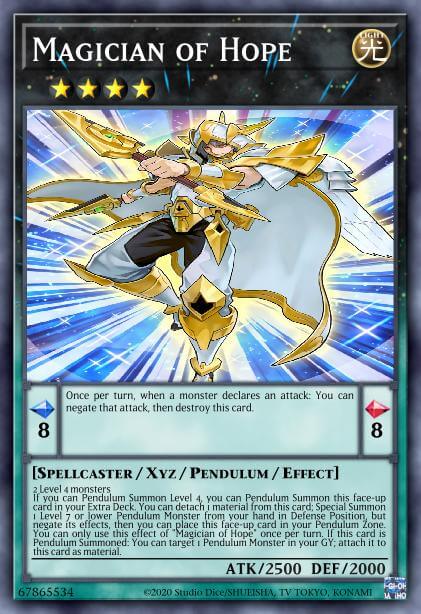 MAGICIAN OF HOPE
LIGHT
光
Once per turn, when a monster declares an attack: You can
negate that attack, then destroy this card.
8
8
[SPELLCASTER / XYZ / PENDULUM / EFFECT]
2 Level 4 monsters
If you can Pendulum Summon Level 4, you can Pendulum Summon this face-up
card in your Extra Deck. You can detach 1 material from this card; Special Summon
1 Level 7 or lower Pendulum Monster from your hand in Defense Position, but
negate its effects, then you can place this face-up card in your Pendulum Zone.
You can only use this effect of "Magician of Hope" once per turn. If this card is
Pendulum Summoned: You can target 1 Pendulum Monster in your GY; attach it to
this card as material.
ATK/2500 DEF/2000
67865534
©2020 Studio Dice/SHUEISHA, TV TOKYO, KONAMI